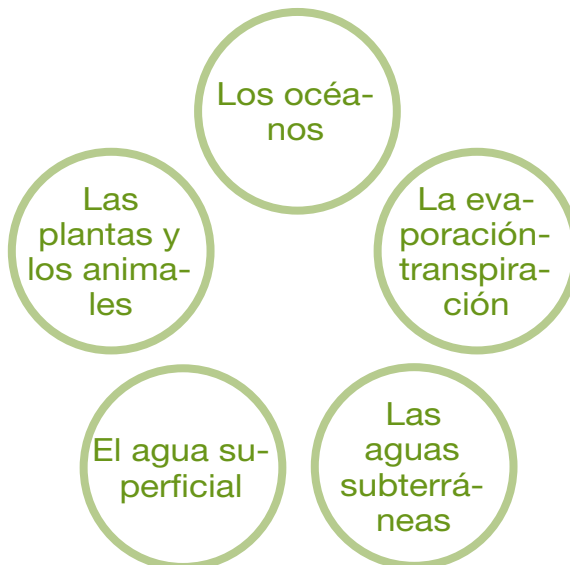 Los océa-
nos
Las
plantas y
los anima-
les
La eva-
poración-
transpira-
ción
El agua su-
perficial
Las
aguas
subterrá-
neas